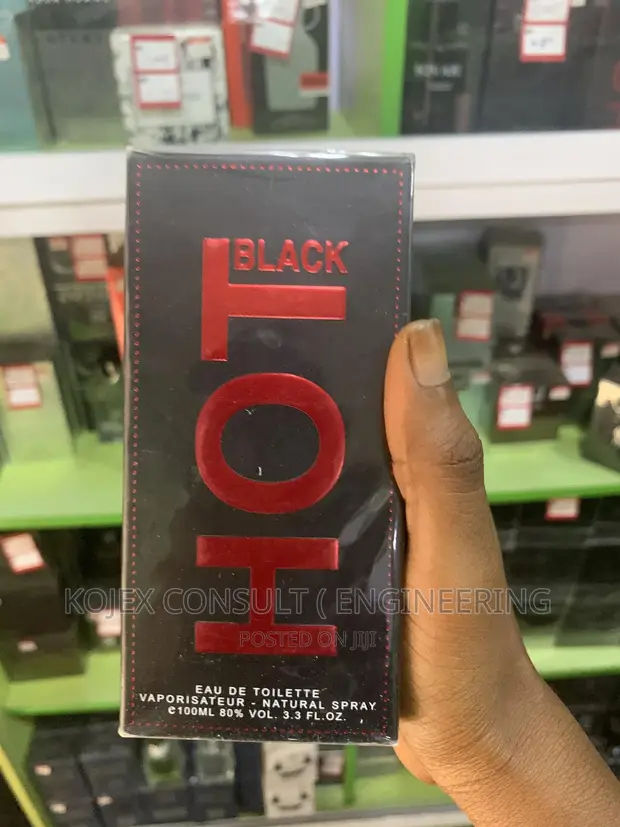 BLACK
HOT
KOJEX CONSULT ( ENGINEERING
POSTED ON JIJI
EAU DE TOILETTE
VAPORISATEUR - NATURAL SPRAY
℮100ML 80% VOL. 3.3 FL.OZ.